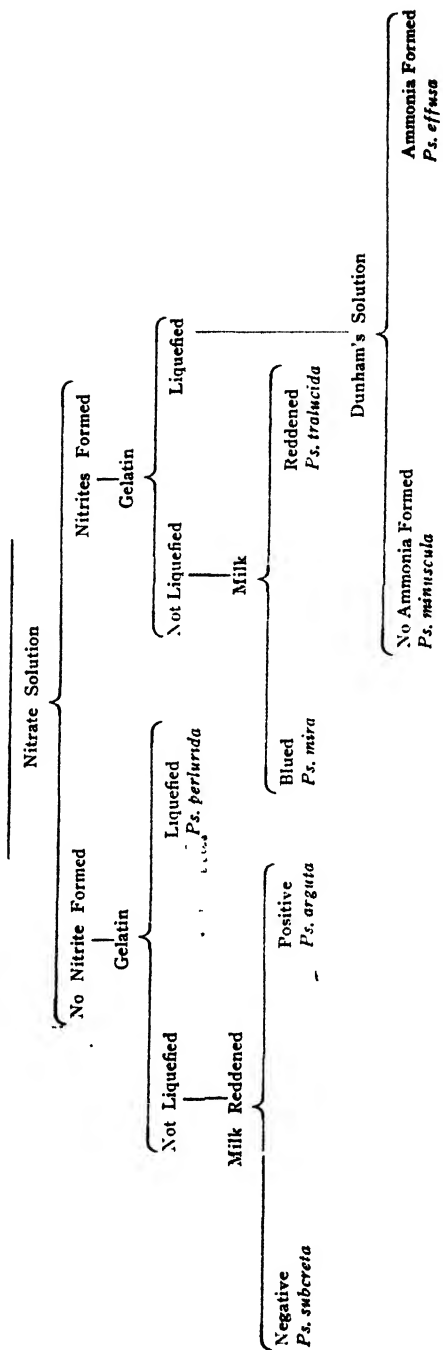 Nitrate Solution
No Nitrite Formed Nitrites Formed
Gelatin Gelatin
Not Liquefied Liquefied Not Liquefied Liquefied
Ps. perlurida
Milk Reddened Milk
Negative Positive Blued Reddened
Ps. subcreta Ps. arguta Ps. mira Ps. tralucida
Dunham's Solution
No Ammonia Formed Ammonia Formed
Ps. minuscula Ps. effusa